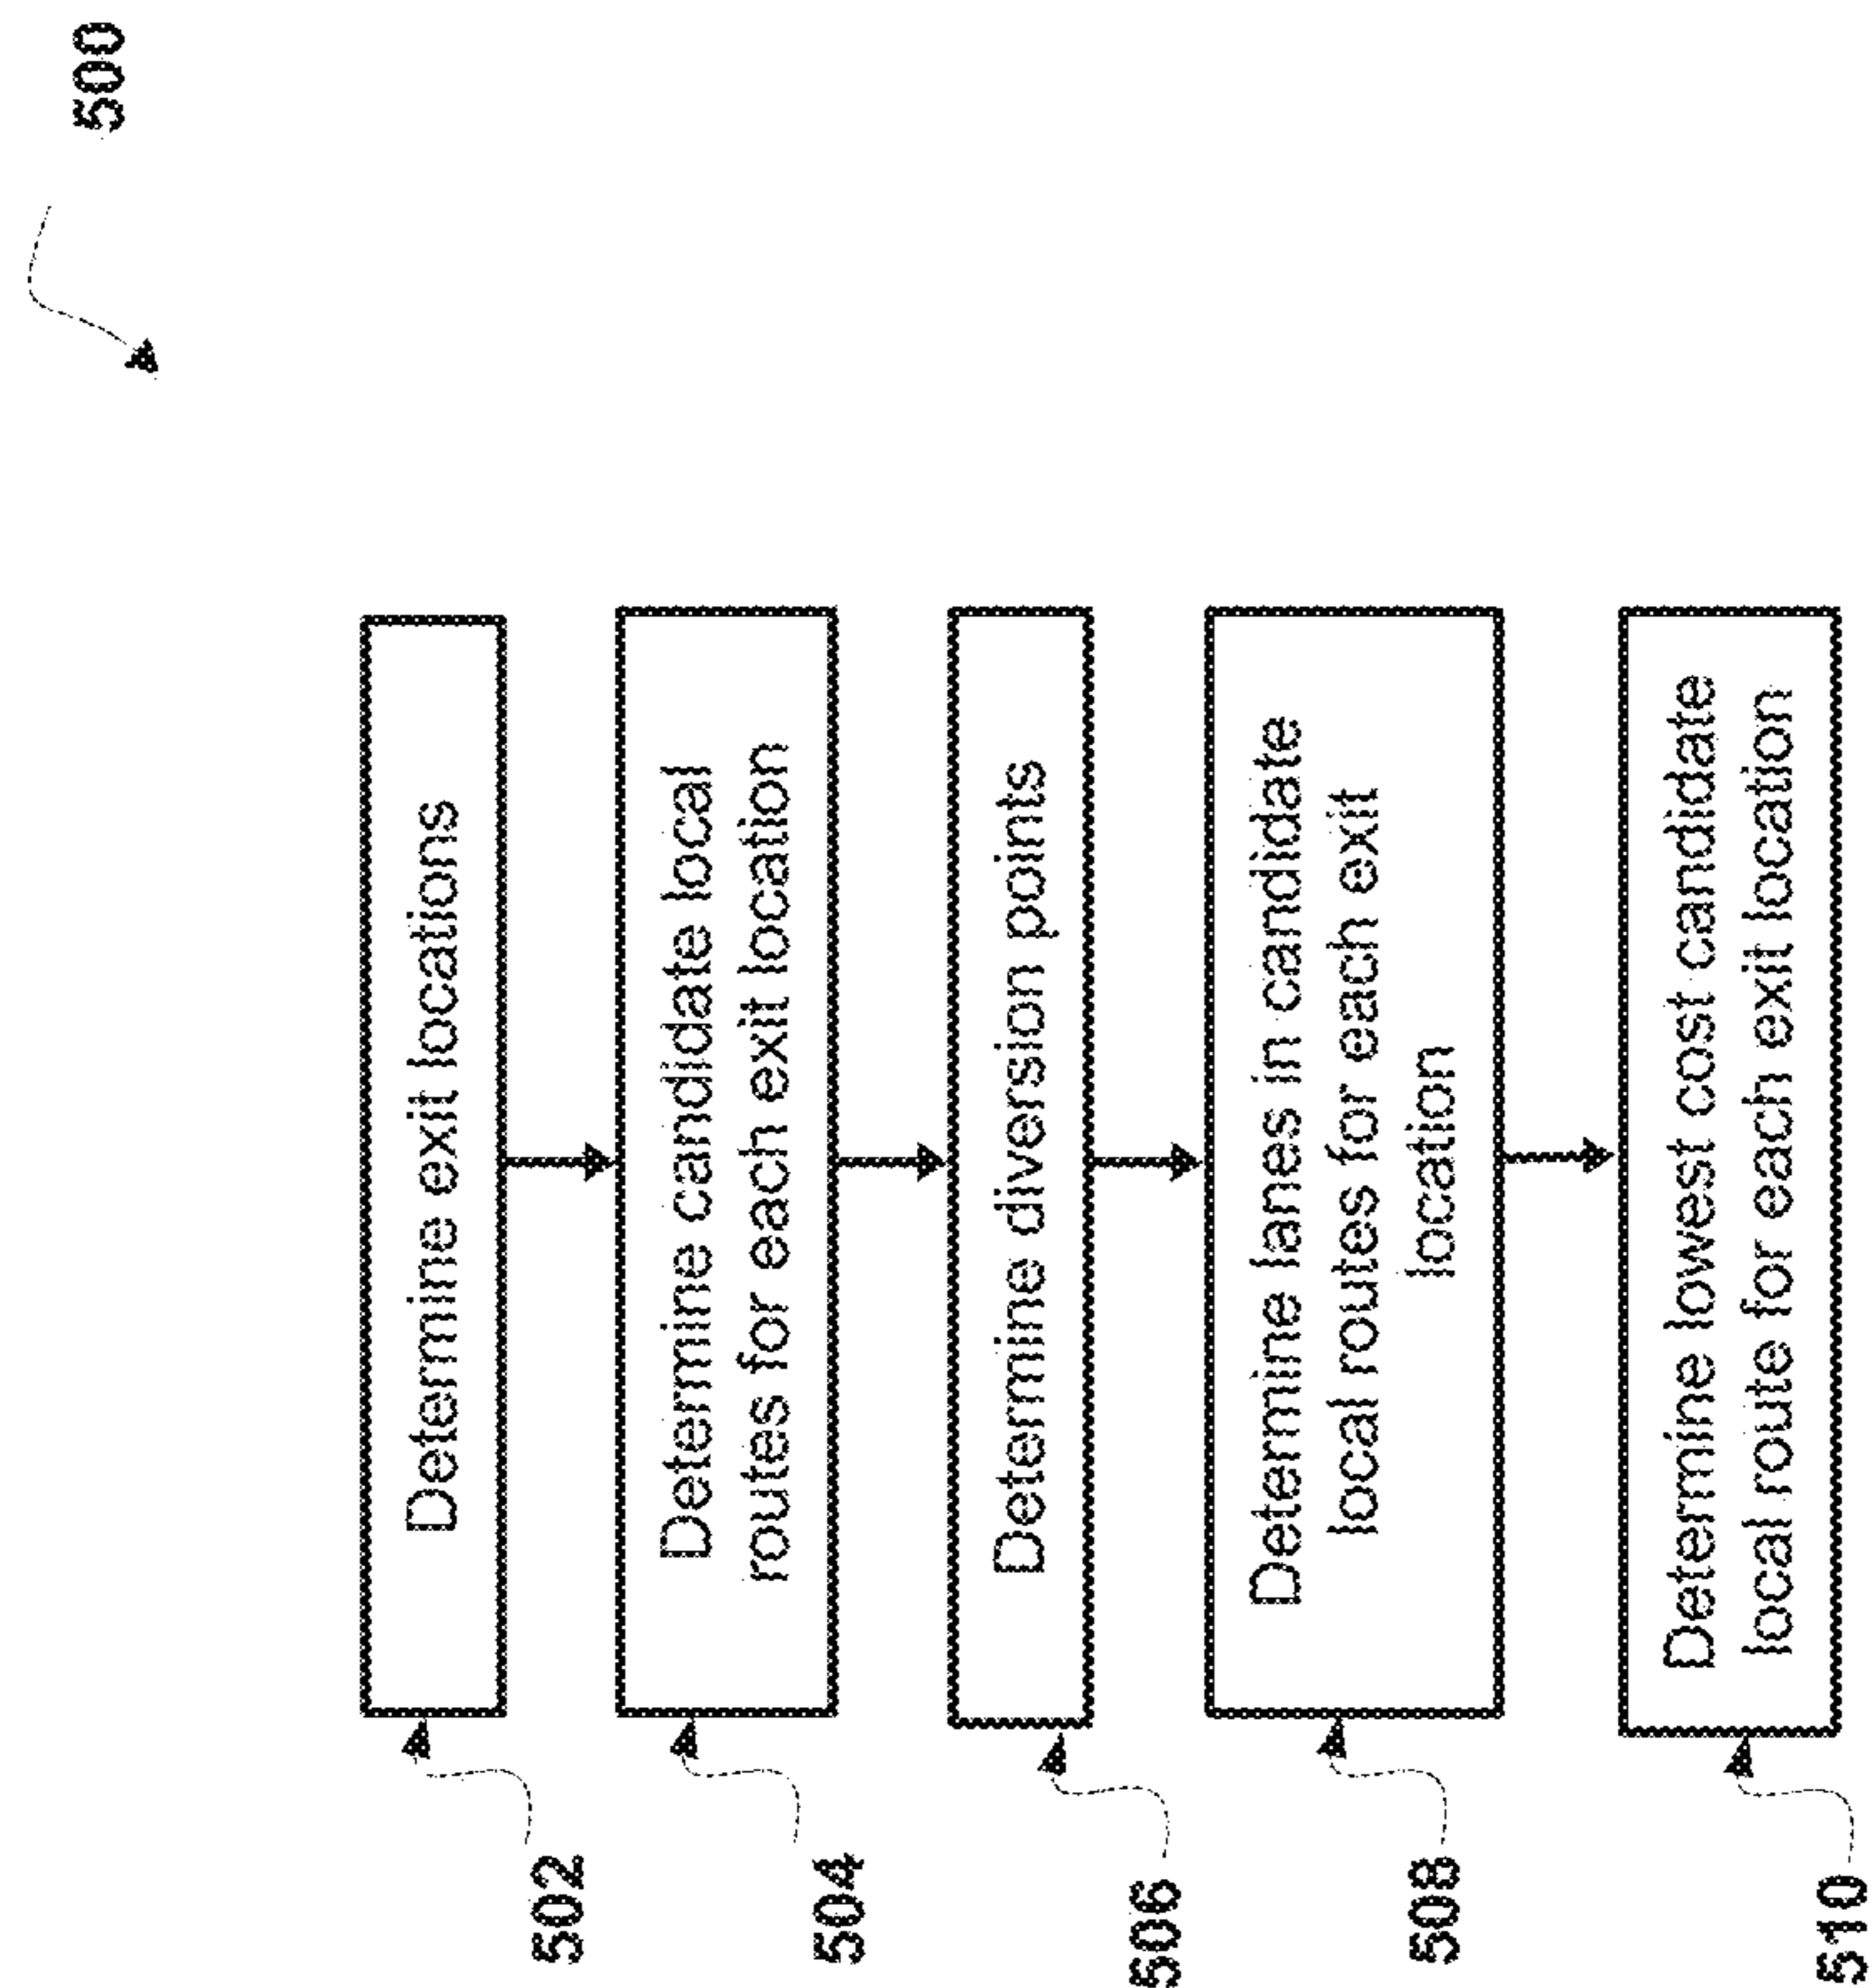 500
502
Determine exit locations
504
Determine candidate local
routes for each exit location
506
Determine diversion points
508
Determine lanes in candidate
local routes for each exit
location
510
Determine lowest cost candidate
local route for each exit location